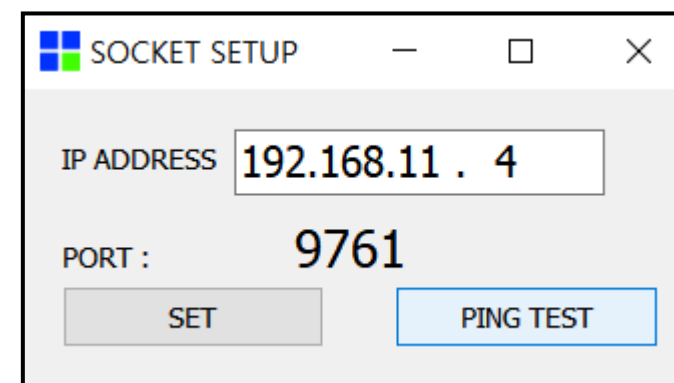 SOCKET SETUP
IP ADDRESS 192.168.11 . 4
PORT : 9761
SET PING TEST